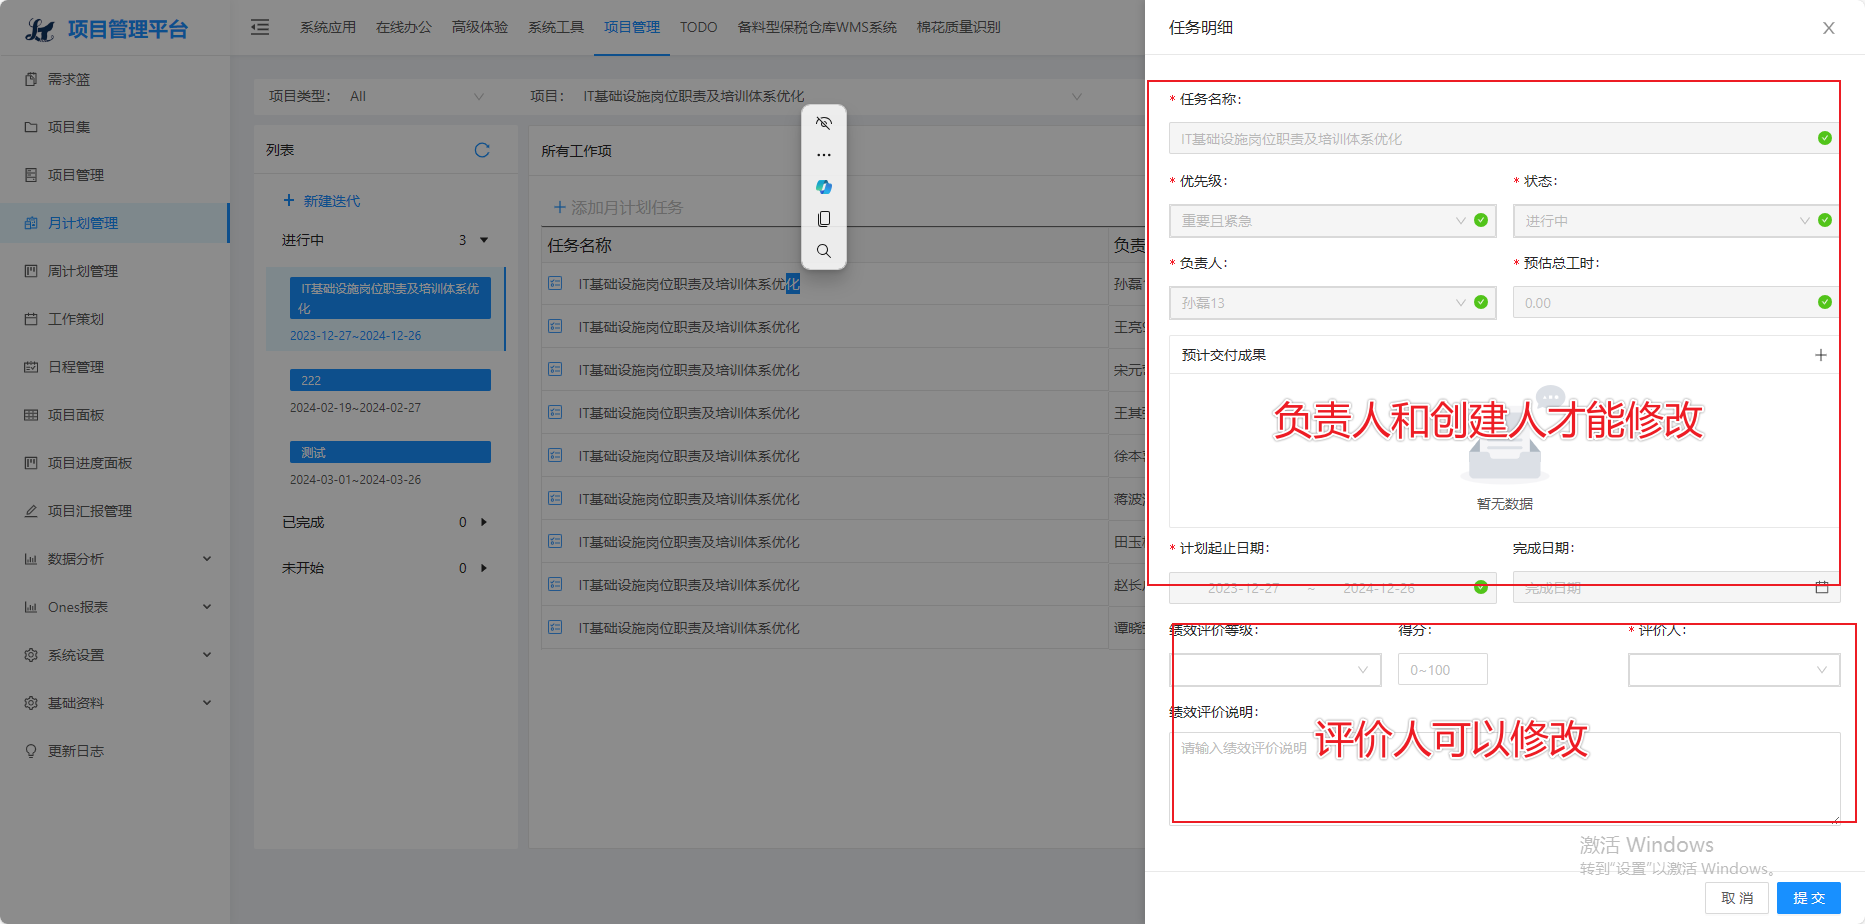 项目管理平台
系统应用 在线办公 高级体验 系统工具 项目管理 TODO 备料型保税仓库WMS系统 棉花质量识别
需求篮
项目集
项目管理
月计划管理
周计划管理
工作策划
日程管理
项目面板
项目进度面板
项目汇报管理
数据分析
Ones报表
系统设置
基础资料
更新日志
项目类型: All
项目: IT基础设施岗位职责及培训体系优化
列表
+ 新建迭代
进行中 3
IT基础设施岗位职责及培训体系优
化
2023-12-27~2024-12-26
222
2024-02-19~2024-02-27
测试
2024-03-01~2024-03-26
已完成 0
未开始 0
所有工作项
+ 添加月计划任务
任务名称 负责
IT基础设施岗位职责及培训体系优化 孙磊
IT基础设施岗位职责及培训体系优化 王亮
IT基础设施岗位职责及培训体系优化 宋元
IT基础设施岗位职责及培训体系优化 王其
IT基础设施岗位职责及培训体系优化 徐本
IT基础设施岗位职责及培训体系优化 蒋波
IT基础设施岗位职责及培训体系优化 田玉
IT基础设施岗位职责及培训体系优化 赵长
IT基础设施岗位职责及培训体系优化 谭晓
任务明细
* 任务名称:
IT基础设施岗位职责及培训体系优化
* 优先级: * 状态:
重要且紧急 进行中
* 负责人: * 预估总工时:
孙磊13 0.00
预计交付成果
负责人和创建人才能修改
暂无数据
* 计划起止日期: 完成日期:
2023-12-27 ~ 2024-12-26 完成日期
绩效评价等级: 得分: * 评价人:
0~100
绩效评价说明:
请输入绩效评价说明
评价人可以修改
激活 Windows
转到"设置"以激活 Windows。
取 消 提 交